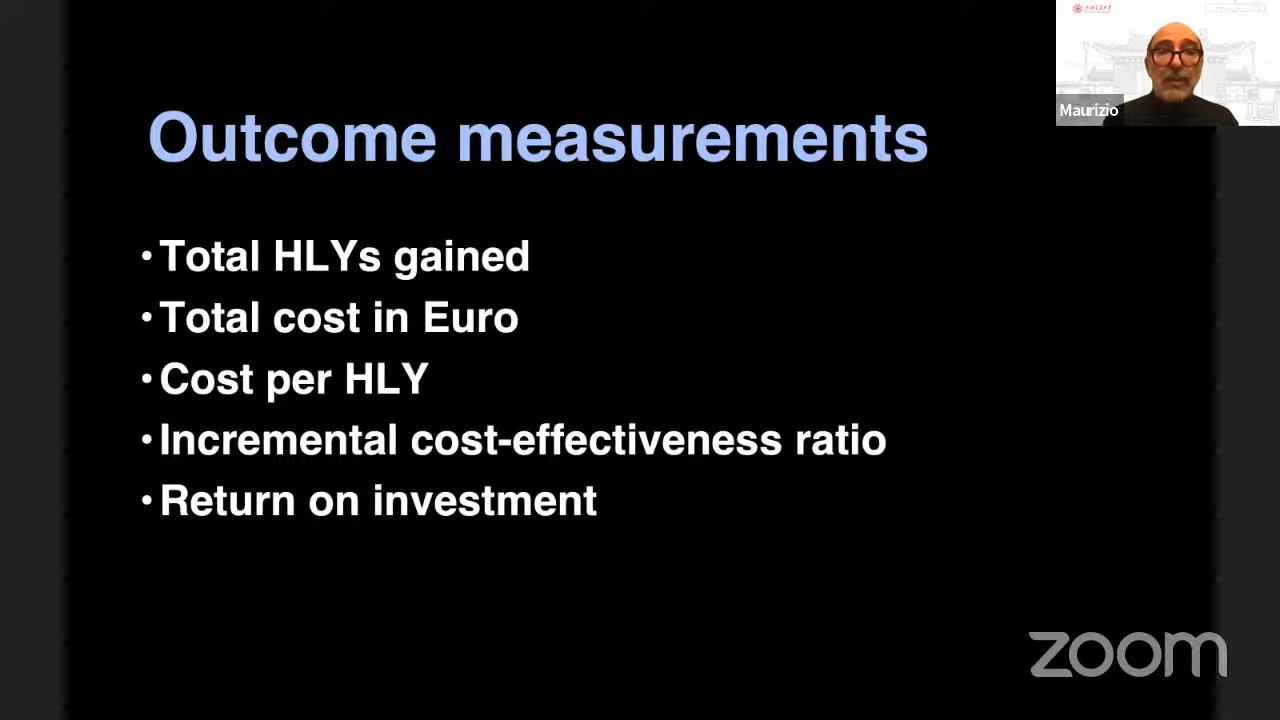 Maurizio
Outcome measurements
• Total HLYs gained
• Total cost in Euro
• Cost per HLY
• Incremental cost-effectiveness ratio
• Return on investment
zoom